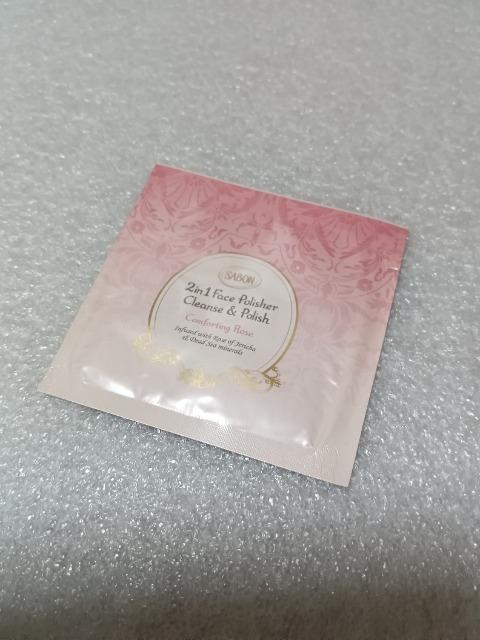 SABON
2in1 Face Polisher
Cleanse & Polish
Comforting Rose
Infused with Rose of Jericho
& Dead Sea minerals